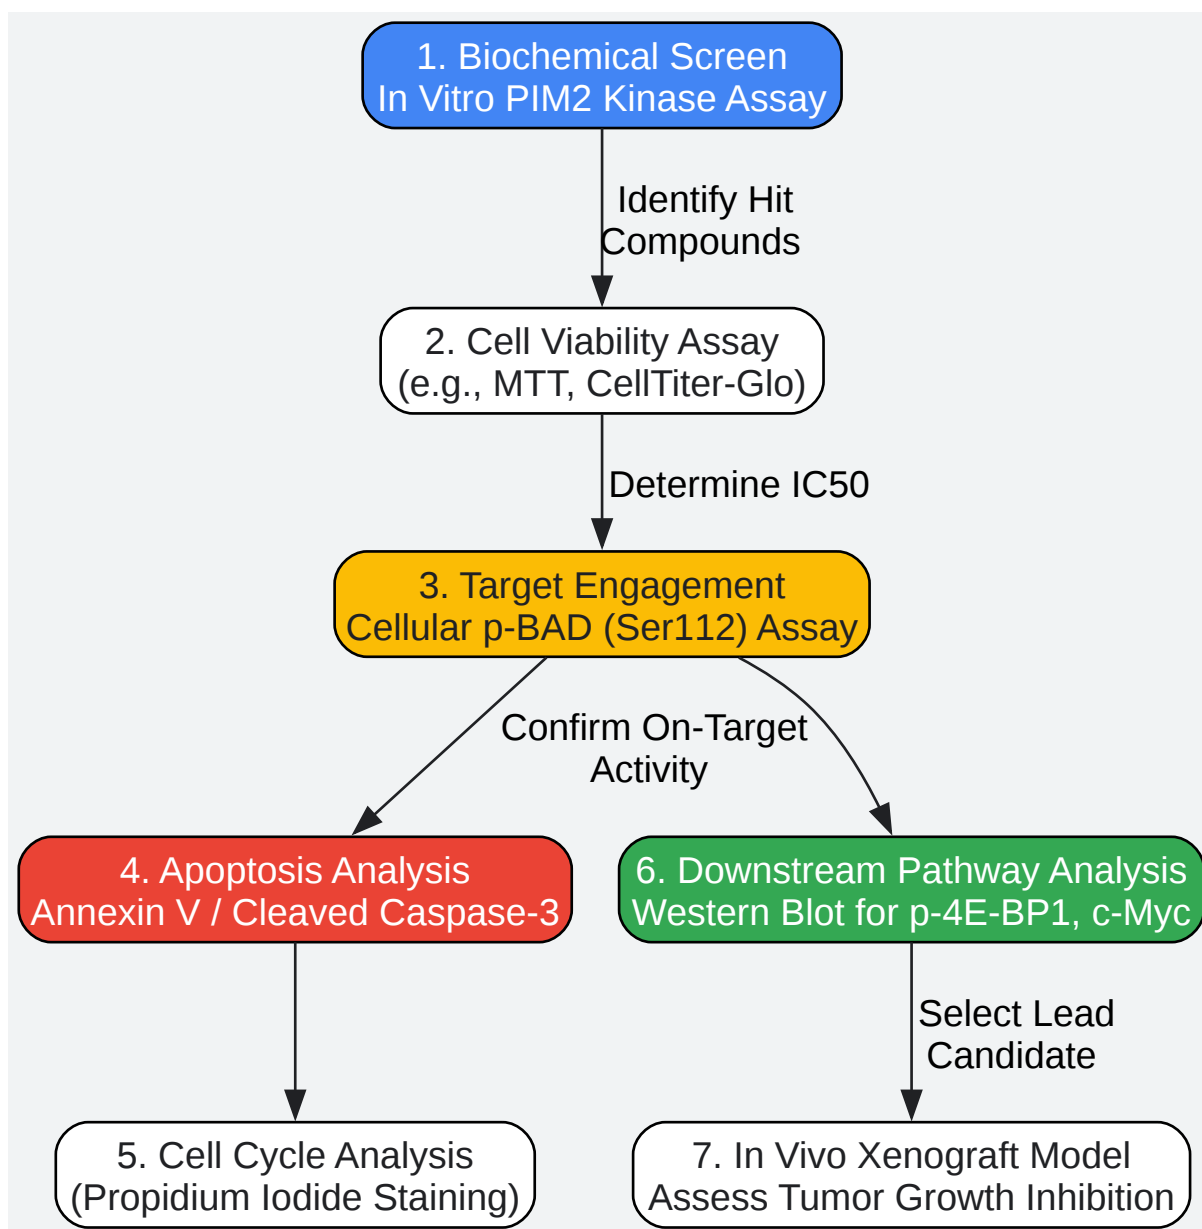 1. Biochemical Screen
In Vitro PIM2 Kinase Assay
Identify Hit
Compounds
2. Cell Viability Assay
(e.g., MTT, CellTiter-Glo)
Determine IC50
3. Target Engagement
Cellular p-BAD (Ser112) Assay
Confirm On-Target
Activity
4. Apoptosis Analysis
Annexin V / Cleaved Caspase-3
6. Downstream Pathway Analysis
Western Blot for p-4E-BP1, c-Myc
Select Lead
Candidate
5. Cell Cycle Analysis
(Propidium Iodide Staining)
7. In Vivo Xenograft Model
Assess Tumor Growth Inhibition